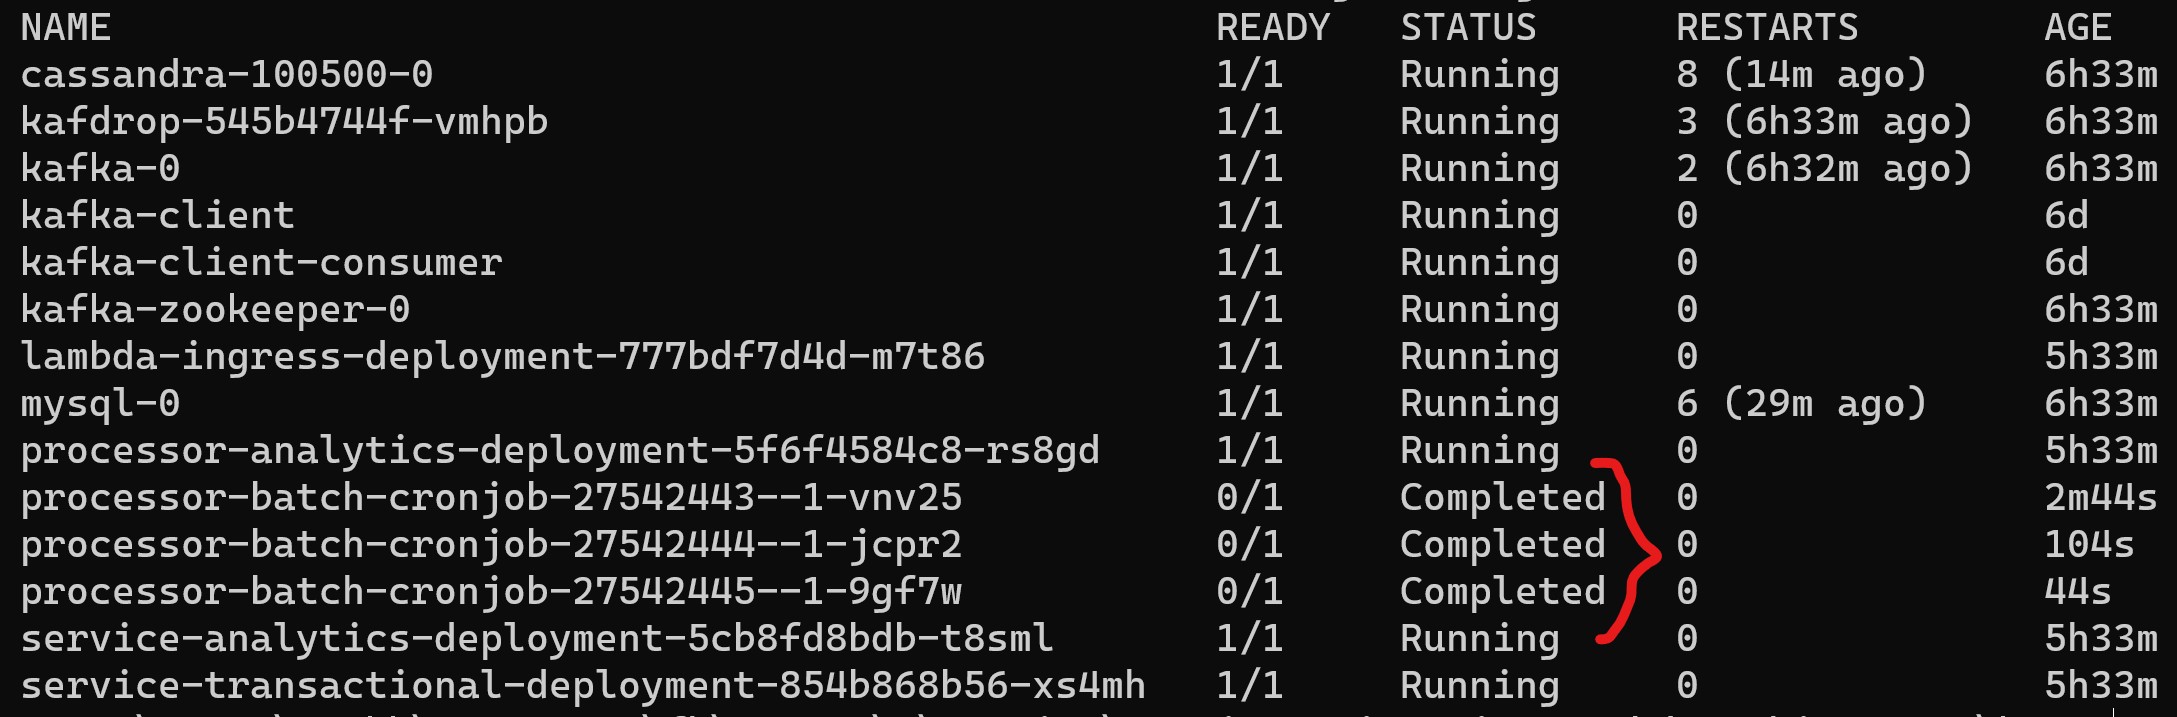 NAME READY STATUS RESTARTS AGE
cassandra-100500-0 1/1 Running 8 (14m ago) 6h33m
kafdrop-545b4744f-vmhpb 1/1 Running 3 (6h33m ago) 6h33m
kafka-0 1/1 Running 2 (6h32m ago) 6h33m
kafka-client 1/1 Running 0 6d
kafka-client-consumer 1/1 Running 0 6d
kafka-zookeeper-0 1/1 Running 0 6h33m
lambda-ingress-deployment-777bdf7d4d-m7t86 1/1 Running 0 5h33m
mysql-0 1/1 Running 6 (29m ago) 6h33m
processor-analytics-deployment-5f6f4584c8-rs8gd 1/1 Running 0 5h33m
processor-batch-cronjob-27542443--1-vnv25 0/1 Completed 0 2m44s
processor-batch-cronjob-27542444--1-jcpr2 0/1 Completed 0 104s
processor-batch-cronjob-27542445--1-9gf7w 0/1 Completed 0 44s
service-analytics-deployment-5cb8fd8bdb-t8sml 1/1 Running 0 5h33m
service-transactional-deployment-854b868b56-xs4mh 1/1 Running 0 5h33m